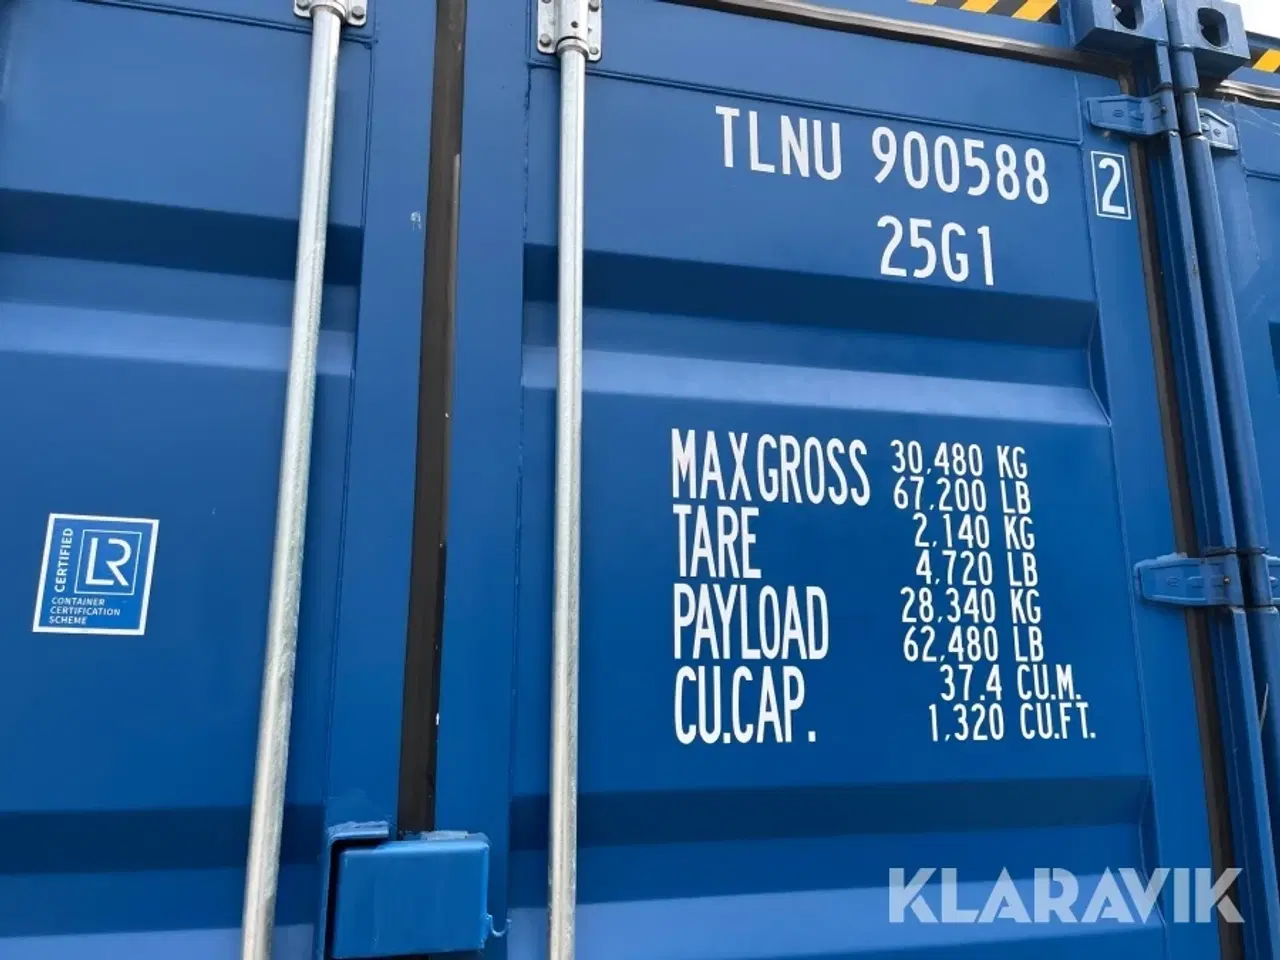 TLNU 900588 2
25G1
MAX GROSS 30,480 KG
67,200 LB
TARE 2,140 KG
4,720 LB
PAYLOAD 28,340 KG
62,480 LB
CU.CAP. 37.4 CU.M.
1,320 CU.FT.
CERTIFIED
LR
CONTAINER
CERTIFICATION
SCHEME
KLARAVIK